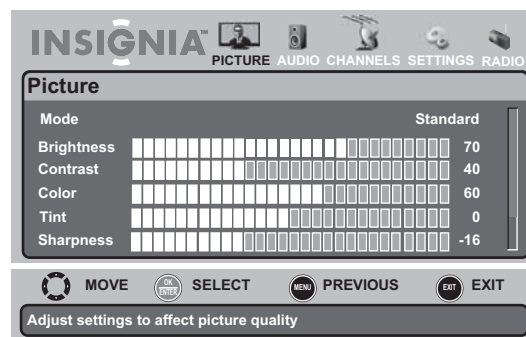 INSIGNIA™
PICTURE AUDIO CHANNELS SETTINGS RADIO
Picture
Mode Standard
Brightness 70
Contrast 40
Color 60
Tint 0
Sharpness -16
MOVE OK ENTER SELECT MENU PREVIOUS EXIT EXIT
Adjust settings to affect picture quality